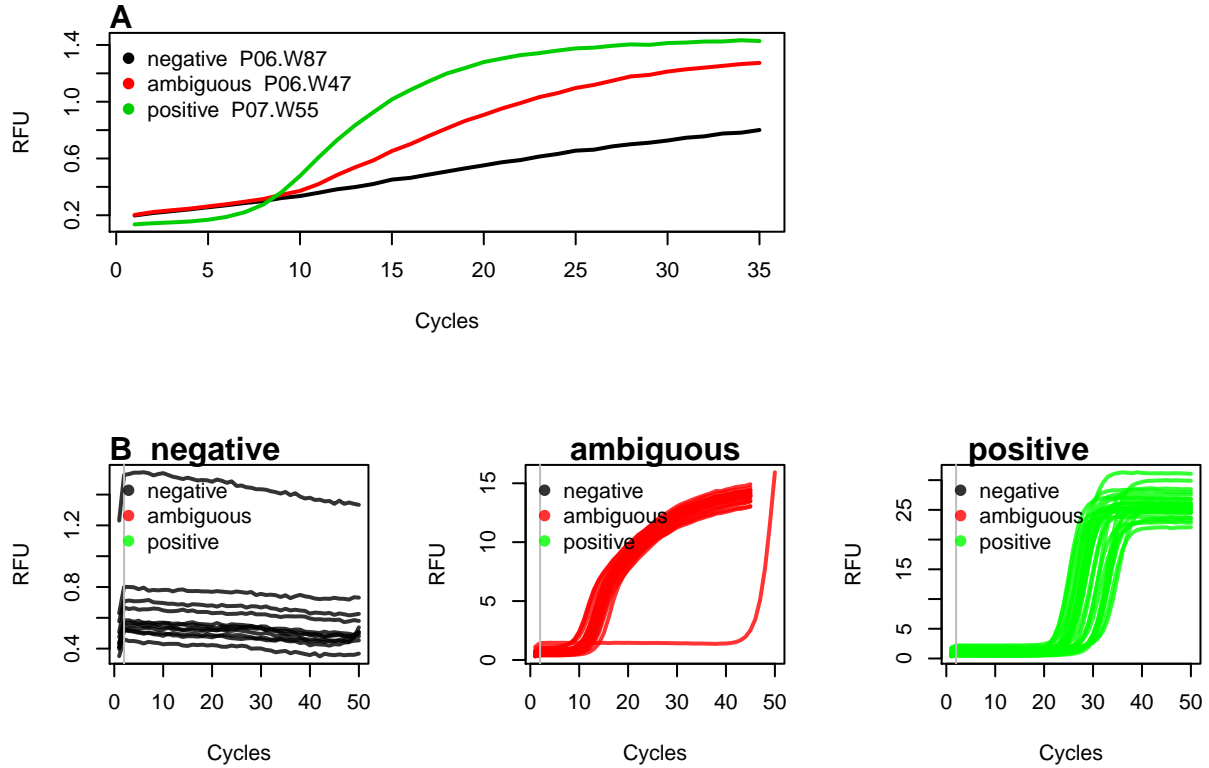 A
negative P06.W87
ambiguous P06.W47
positive P07.W55
RFU
0.2 0.6 1.0 1.4
0 5 10 15 20 25 30 35
Cycles
B negative
negative
ambiguous
positive
RFU
0.4 0.8 1.2
0 10 20 30 40 50
Cycles
ambiguous
negative
ambiguous
positive
RFU
0 5 10 15
0 10 20 30 40 50
Cycles
positive
negative
ambiguous
positive
RFU
0 5 15 25
0 10 20 30 40 50
Cycles